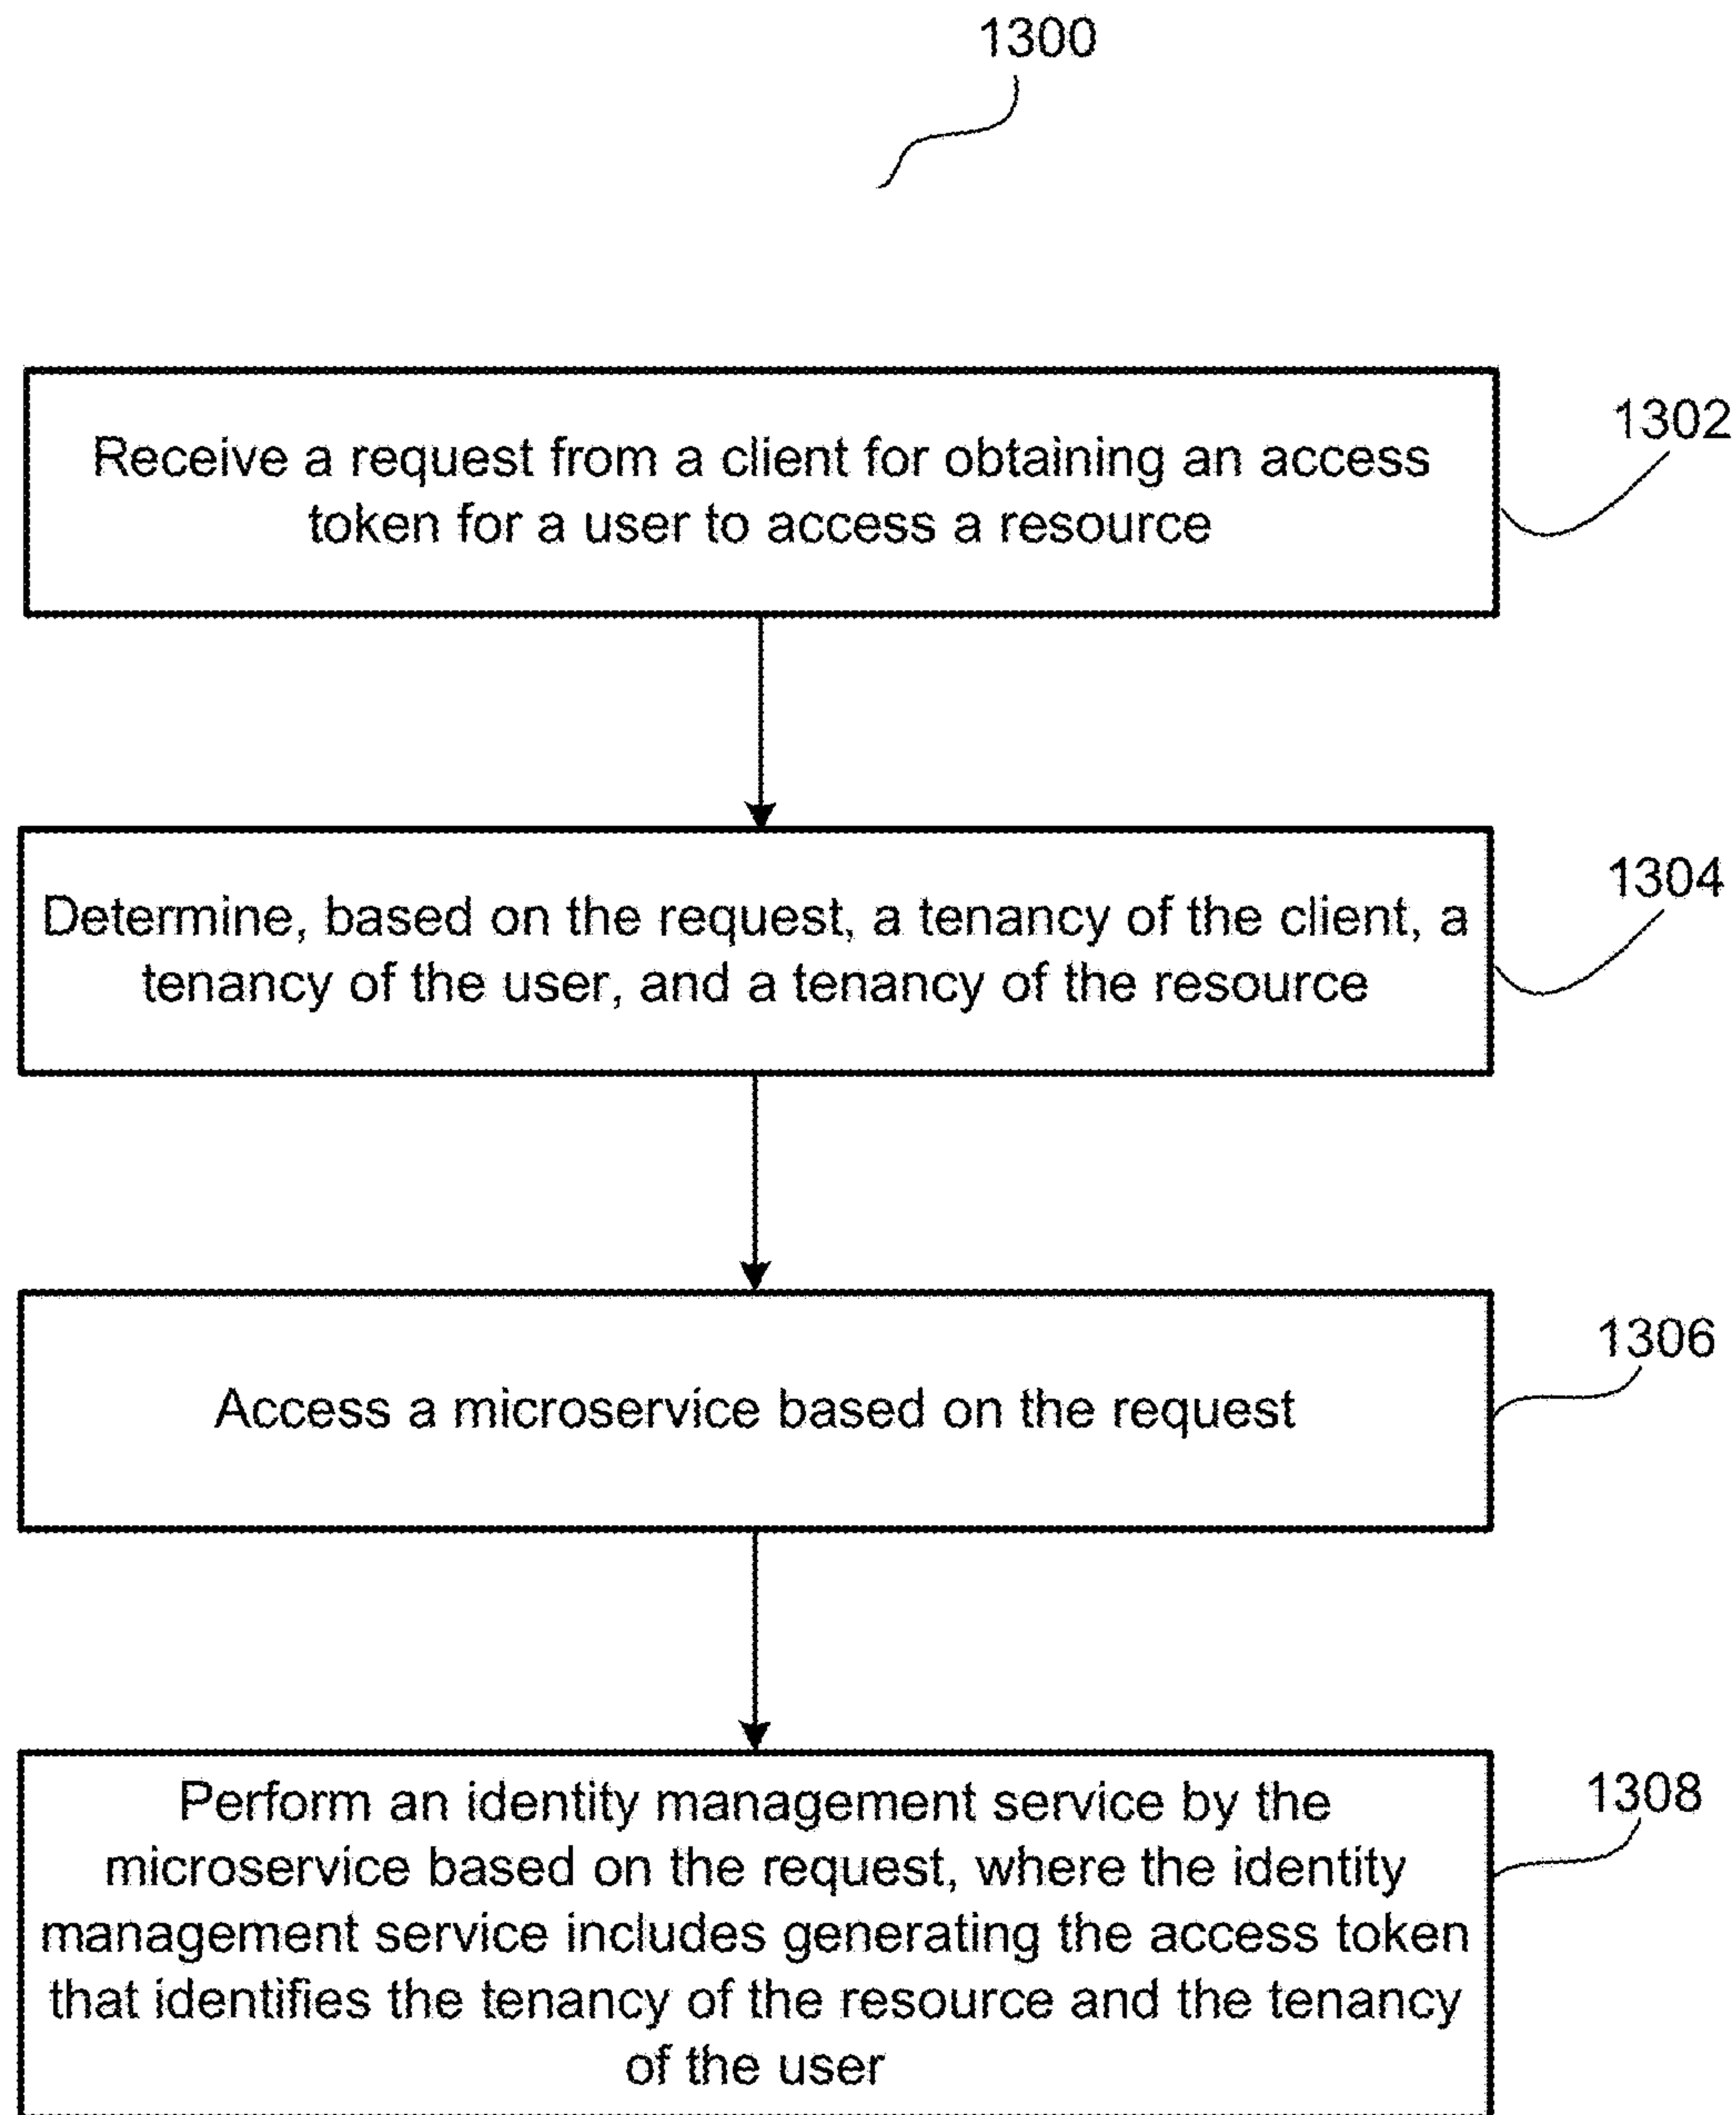 1300
Receive a request from a client for obtaining an access
token for a user to access a resource
1302
Determine, based on the request, a tenancy of the client, a
tenancy of the user, and a tenancy of the resource
1304
Access a microservice based on the request
1306
Perform an identity management service by the
microservice based on the request, where the identity
management service includes generating the access token
that identifies the tenancy of the resource and the tenancy
of the user
1308